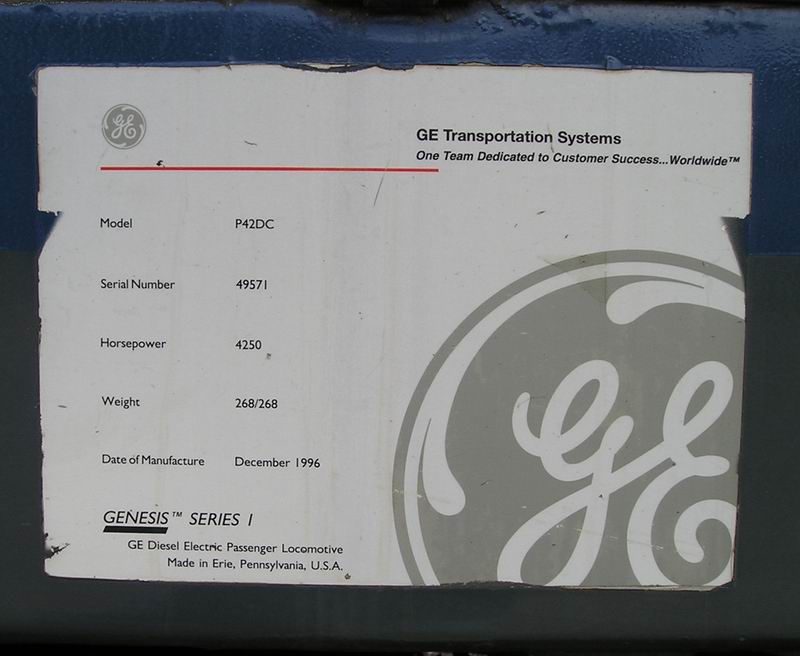 GE
GE Transportation Systems
One Team Dedicated to Customer Success...Worldwide™
Model P42DC
Serial Number 49571
Horsepower 4250
Weight 268/268
Date of Manufacture December 1996
GENESIS™ SERIES I
GE Diesel Electric Passenger Locomotive
Made in Erie, Pennsylvania, U.S.A.
GE